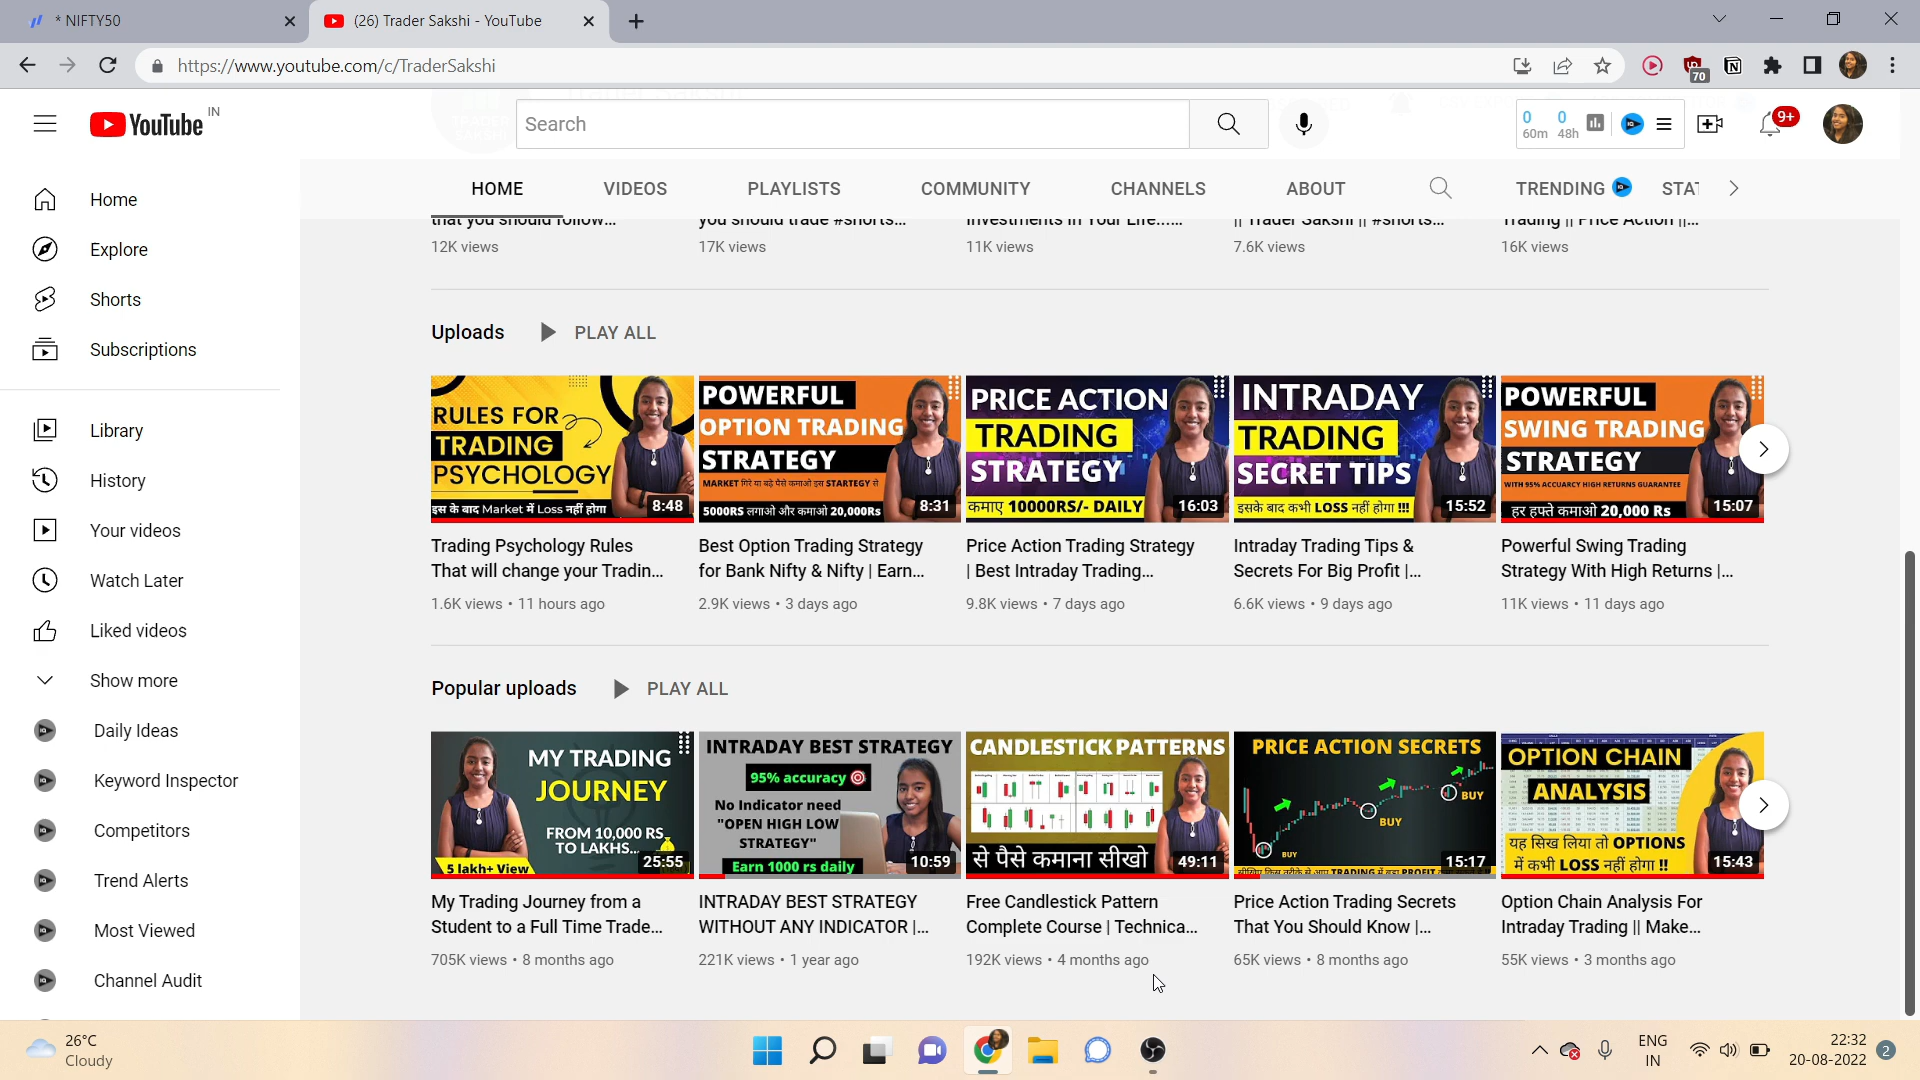 * NIFTY50
(26) Trader Sakshi - YouTube
https://www.youtube.com/c/TraderSakshi
70
YouTube IN
Search
0 0
60m 48h
9+
HOME VIDEOS PLAYLISTS COMMUNITY CHANNELS ABOUT TRENDING STAT
Home
Explore
Shorts
Subscriptions
Library
History
Your videos
Watch Later
Liked videos
Show more
Daily Ideas
Keyword Inspector
Competitors
Trend Alerts
Most Viewed
Channel Audit
that you should follow...
12K views
you should trade #shorts...
17K views
Investments in Your Life......
11K views
|| Trader Sakshi || #shorts...
7.6K views
Trading || Price Action ||...
16K views
Uploads PLAY ALL
RULES FOR
TRADING
PSYCHOLOGY
इस के बाद Market में Loss नहीं होगा
8:48
Trading Psychology Rules
That will change your Tradin...
1.6K views • 11 hours ago
POWERFUL
OPTION TRADING
STRATEGY
MARKET गिरे या बढ़े पैसे कमाओ इस STARTEGY से
5000RS लगाओ और कमाओ 20,000Rs
8:31
Best Option Trading Strategy
for Bank Nifty & Nifty | Earn...
2.9K views • 3 days ago
PRICE ACTION
TRADING
STRATEGY
कमाए 10000RS/- DAILY
16:03
Price Action Trading Strategy
| Best Intraday Trading...
9.8K views • 7 days ago
INTRADAY
TRADING
SECRET TIPS
इसके बाद कभी LOSS नहीं होगा !!!
15:52
Intraday Trading Tips &
Secrets For Big Profit |...
6.6K views • 9 days ago
POWERFUL
SWING TRADING
STRATEGY
WITH 95% ACCUARCY HIGH RETURNS GUARANTEE
हर हफ्ते कमाओ 20,000 Rs
15:07
Powerful Swing Trading
Strategy With High Returns |...
11K views • 11 days ago
Popular uploads PLAY ALL
MY TRADING
JOURNEY
FROM 10,000 RS
TO LAKHS...
5 lakh+ View
25:55
My Trading Journey from a
Student to a Full Time Trade...
705K views • 8 months ago
INTRADAY BEST STRATEGY
95% accuracy
No Indicator need
"OPEN HIGH LOW
STRATEGY"
Earn 1000 rs daily
10:59
INTRADAY BEST STRATEGY
WITHOUT ANY INDICATOR |...
221K views • 1 year ago
CANDLESTICK PATTERNS
से पैसे कमाना सीखो
49:11
Free Candlestick Pattern
Complete Course | Technica...
192K views • 4 months ago
PRICE ACTION SECRETS
BUY
BUY
BUY
15:17
Price Action Trading Secrets
That You Should Know |...
65K views • 8 months ago
OPTION CHAIN
ANALYSIS
यह सिख लिया तो OPTIONS
में कभी LOSS नहीं होगा !!
15:43
Option Chain Analysis For
Intraday Trading || Make...
55K views • 3 months ago
26°C
Cloudy
ENG
IN
22:32
20-08-2022
2